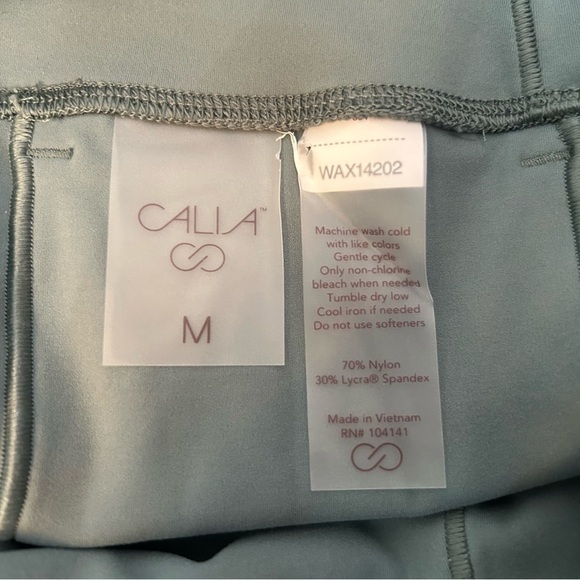 CALIA™
M
WAX14202
Machine wash cold
with like colors
Gentle cycle
Only non-chlorine
bleach when needed
Tumble dry low
Cool iron if needed
Do not use softeners
70% Nylon
30% Lycra® Spandex
Made in Vietnam
RN# 104141